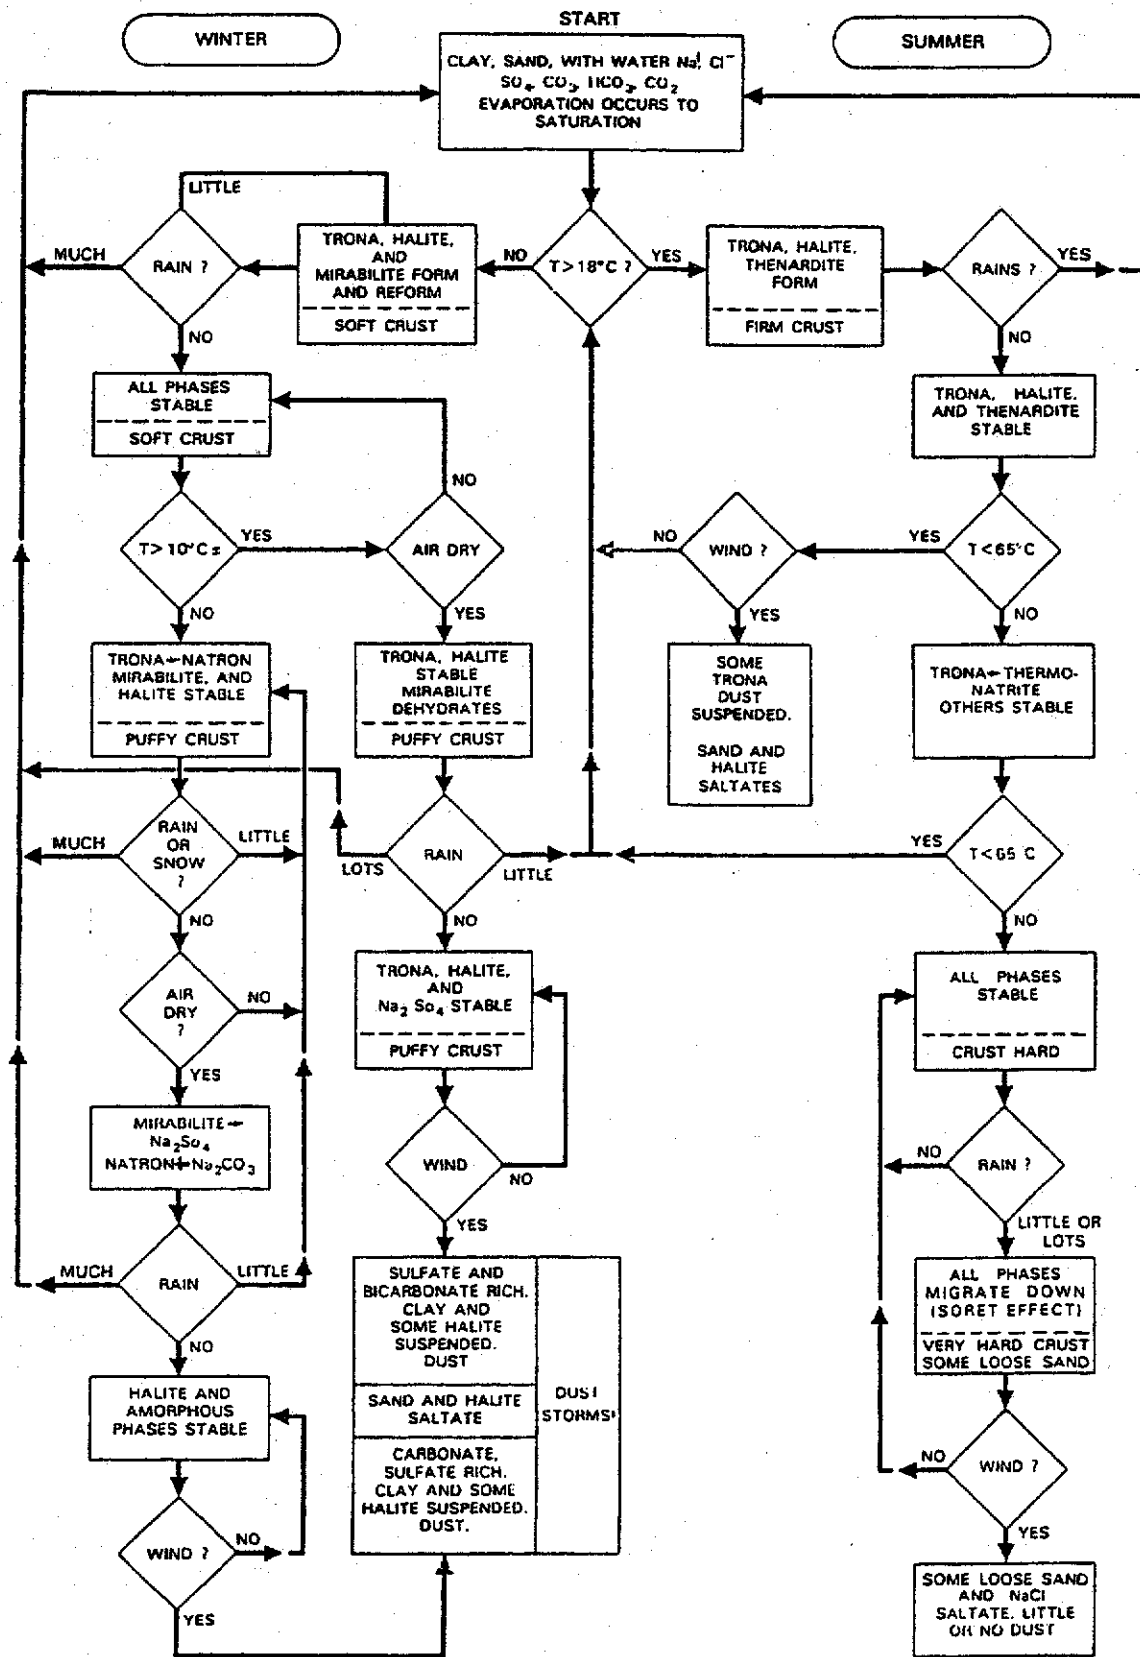 WINTER
START
SUMMER
CLAY, SAND, WITH WATER Na⁺, Cl⁻
SO₄, CO₃, HCO₃, CO₂
EVAPORATION OCCURS TO
SATURATION
LITTLE
MUCH
RAIN ?
NO
TRONA, HALITE,
AND
MIRABILITE FORM
AND REFORM
SOFT CRUST
NO
T>18°C ?
YES
TRONA, HALITE,
THENARDITE
FORM
FIRM CRUST
RAINS ?
YES
NO
ALL PHASES
STABLE
SOFT CRUST
TRONA, HALITE,
AND THENARDITE
STABLE
T>10°C ≤
YES
NO
NO
AIR DRY
YES
NO
WIND ?
YES
YES
T<65°C
NO
TRONA←NATRON
MIRABILITE, AND
HALITE STABLE
PUFFY CRUST
TRONA, HALITE
STABLE
MIRABILITE
DEHYDRATES
PUFFY CRUST
SOME
TRONA
DUST
SUSPENDED.
SAND AND
HALITE
SALTATES
TRONA←THERMO-
NATRITE
OTHERS STABLE
MUCH
RAIN
OR
SNOW
?
LITTLE
NO
LOTS
RAIN
LITTLE
NO
YES
T<65 C
NO
AIR
DRY
?
NO
YES
TRONA, HALITE,
AND
Na₂ So₄ STABLE
PUFFY CRUST
ALL PHASES
STABLE
CRUST HARD
MIRABILITE←
Na₂So₄
NATRON←Na₂CO₃
WIND
NO
YES
NO
RAIN ?
LITTLE OR
LOTS
MUCH
RAIN
LITTLE
NO
SULFATE AND
BICARBONATE RICH.
CLAY AND
SOME HALITE
SUSPENDED.
DUST
SAND AND HALITE
SALTATE
CARBONATE,
SULFATE RICH.
CLAY AND SOME
HALITE SUSPENDED.
DUST.
DUST
STORMS!
ALL PHASES
MIGRATE DOWN
(SORET EFFECT)
VERY HARD CRUST
SOME LOOSE SAND
HALITE AND
AMORPHOUS
PHASES STABLE
WIND ?
NO
YES
NO
WIND ?
YES
SOME LOOSE SAND
AND NaCl
SALTATE. LITTLE
OR NO DUST